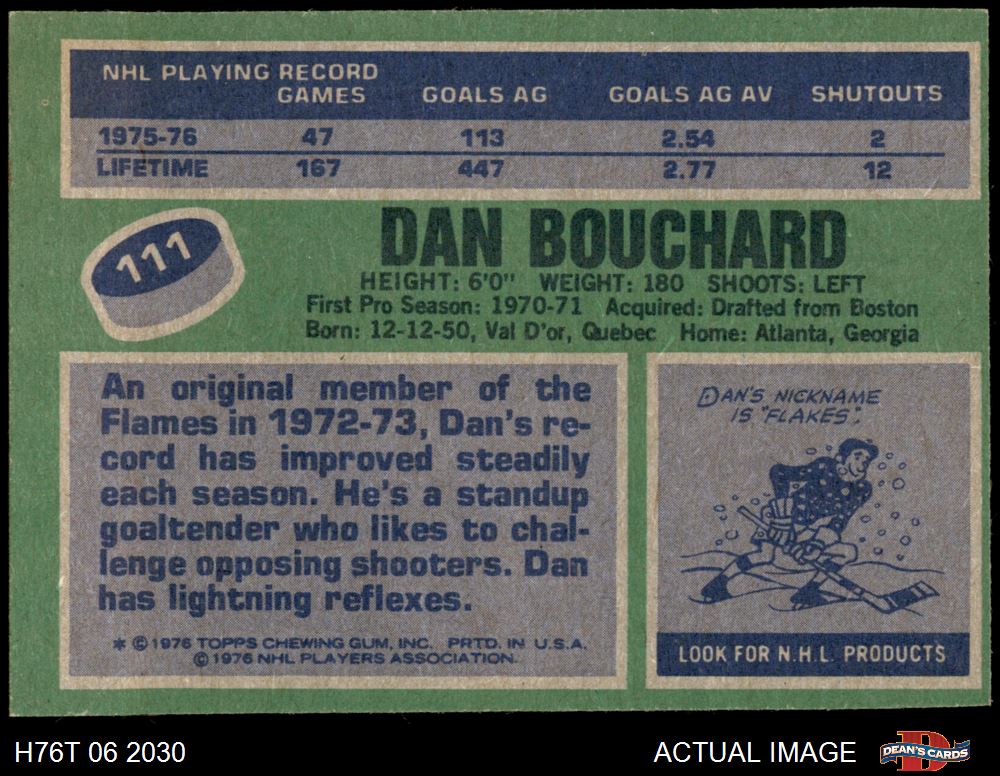 NHL PLAYING RECORD
GAMES GOALS AG GOALS AG AV SHUTOUTS
1975-76 47 113 2.54 2
LIFETIME 167 447 2.77 12
111
DAN BOUCHARD
HEIGHT: 6'0" WEIGHT: 180 SHOOTS: LEFT
First Pro Season: 1970-71 Acquired: Drafted from Boston
Born: 12-12-50, Val D'or, Quebec Home: Atlanta, Georgia
An original member of the
Flames in 1972-73, Dan's re-
cord has improved steadily
each season. He's a standup
goaltender who likes to chal-
lenge opposing shooters. Dan
has lightning reflexes.
* © 1976 TOPPS CHEWING GUM, INC. PRTD. IN U.S.A.
© 1976 NHL PLAYERS ASSOCIATION.
DAN'S NICKNAME
IS "FLAKES".
LOOK FOR N.H.L. PRODUCTS
H76T 06 2030
ACTUAL IMAGE
D
DEAN'S CARDS